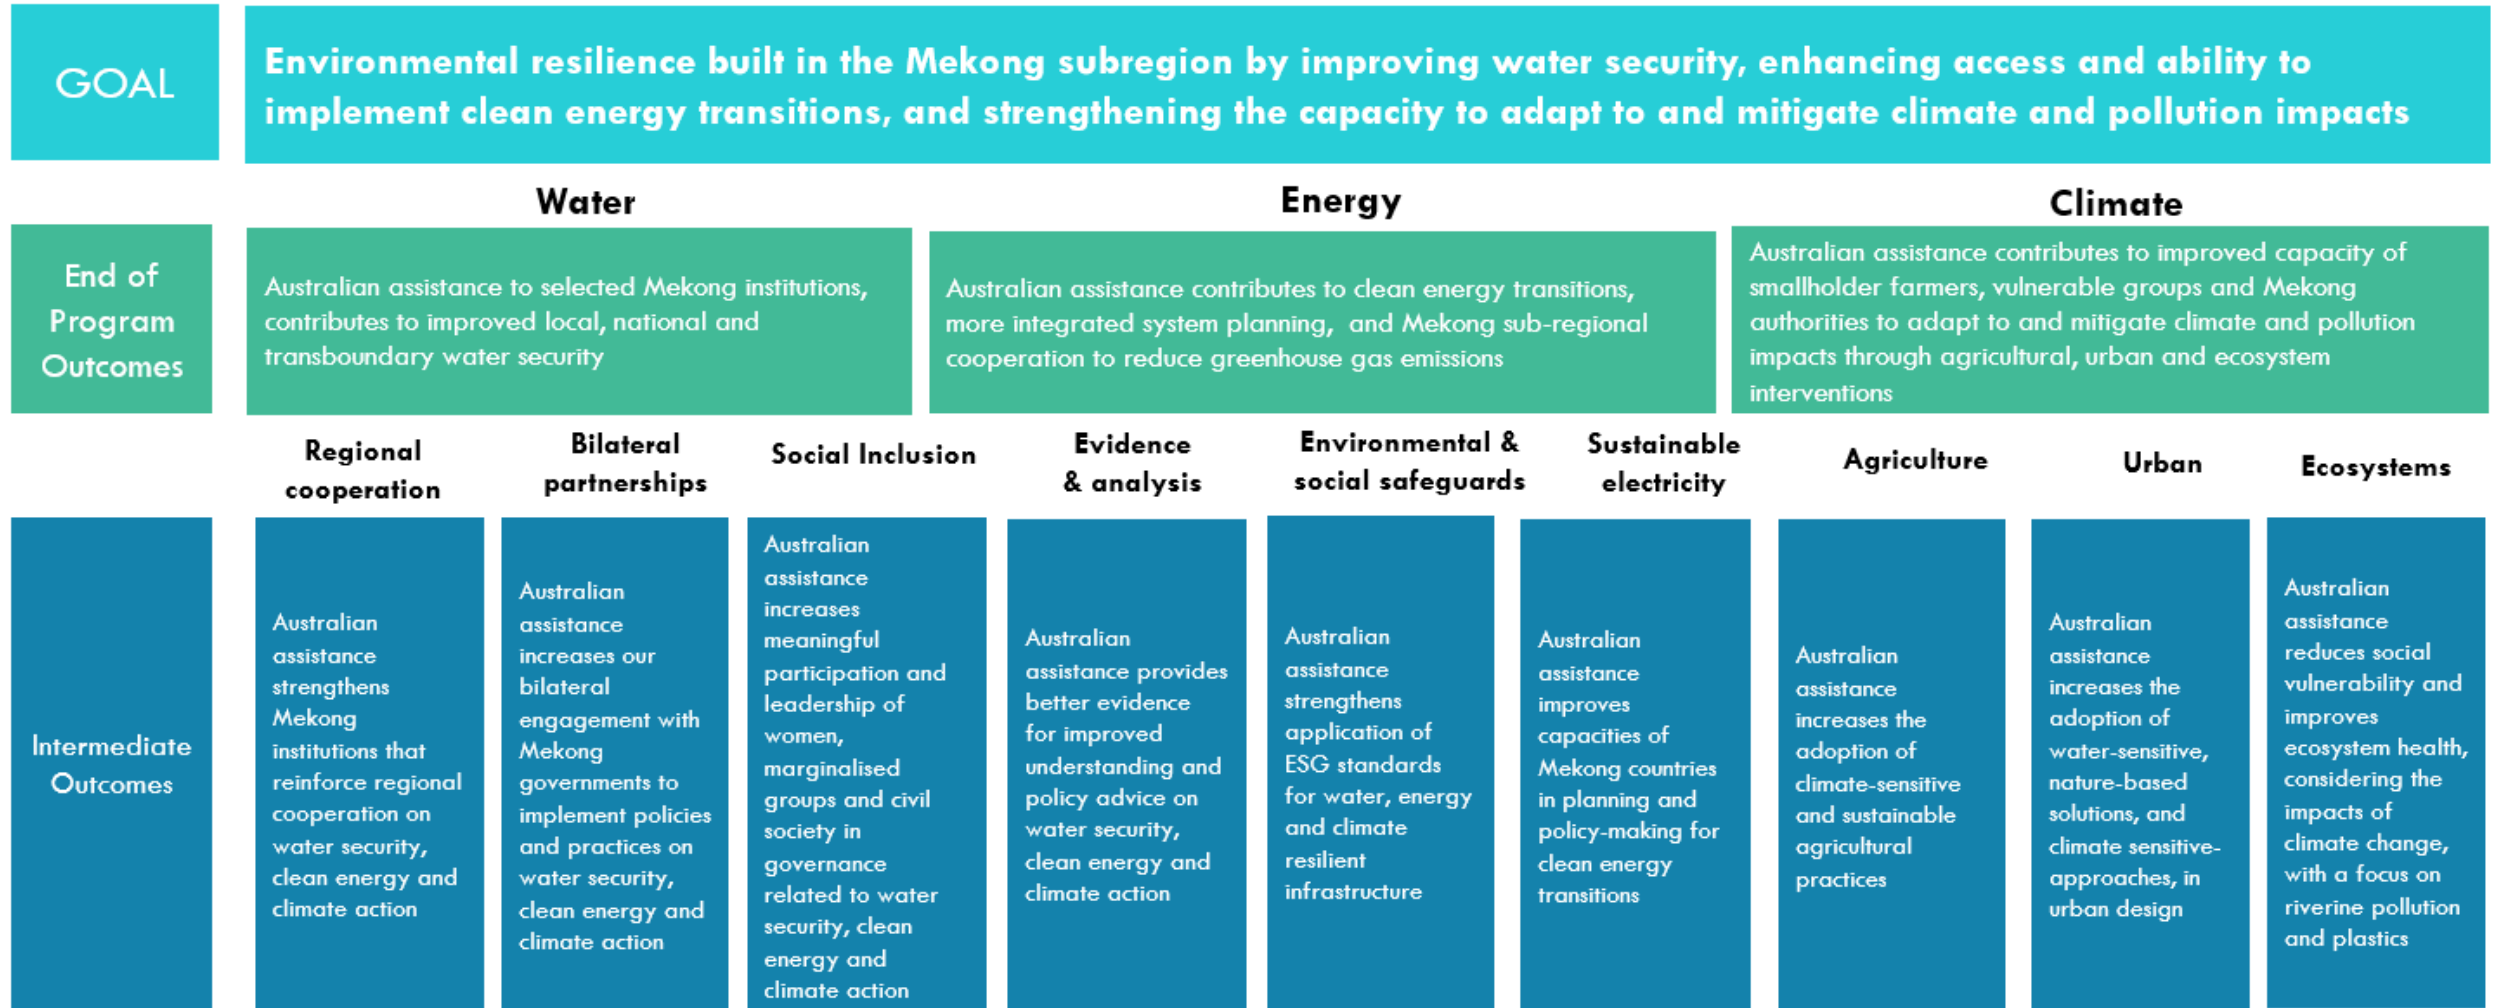 GOAL
Environmental resilience built in the Mekong subregion by improving water security, enhancing access and ability to
implement clean energy transitions, and strengthening the capacity to adapt to and mitigate climate and pollution impacts
Water
Energy
Climate
End of
Program
Outcomes
Australian assistance to selected Mekong institutions,
contributes to improved local, national and
transboundary water security
Australian assistance contributes to clean energy transitions,
more integrated system planning,  and Mekong sub-regional
cooperation to reduce greenhouse gas emissions
Australian assistance contributes to improved capacity of
smallholder farmers, vulnerable groups and Mekong
authorities to adapt to and mitigate climate and pollution
impacts through agricultural, urban and ecosystem
interventions
Regional
cooperation
Bilateral
partnerships
Social Inclusion
Evidence
& analysis
Environmental &
social safeguards
Sustainable
electricity
Agriculture
Urban
Ecosystems
Intermediate
Outcomes
Australian
assistance
strengthens
Mekong
institutions that
reinforce regional
cooperation on
water security,
clean energy and
climate action
Australian
assistance
increases our
bilateral
engagement with
Mekong
governments to
implement policies
and practices on
water security,
clean energy and
climate action
Australian
assistance
increases
meaningful
participation and
leadership of
women,
marginalised
groups and civil
society in
governance
related to water
security, clean
energy and
climate action
Australian
assistance provides
better evidence
for improved
understanding and
policy advice on
water security,
clean energy and
climate action
Australian
assistance
strengthens
application of
ESG standards
for water, energy
and climate
resilient
infrastructure
Australian
assistance
improves
capacities of
Mekong countries
in planning and
policy-making for
clean energy
transitions
Australian
assistance
increases the
adoption of
climate-sensitive
and sustainable
agricultural
practices
Australian
assistance
increases the
adoption of
water-sensitive,
nature-based
solutions, and
climate sensitive-
approaches, in
urban design
Australian
assistance
reduces social
vulnerability and
improves
ecosystem health,
considering the
impacts of
climate change,
with a focus on
riverine pollution
and plastics